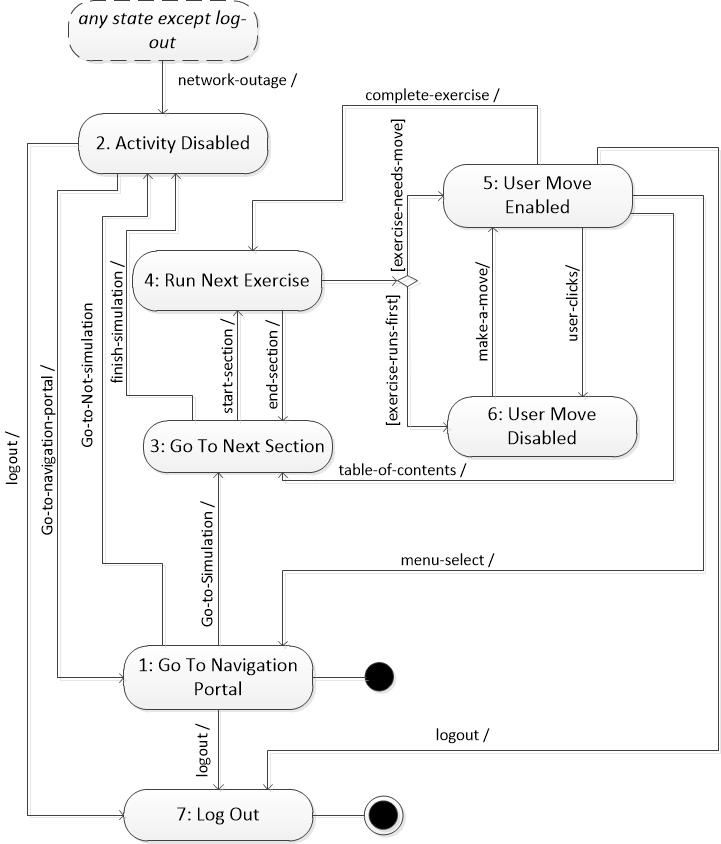 any state except log-
out
network-outage /
complete-exercise /
2. Activity Disabled
[exercise-needs-move]
5: User Move
Enabled
4: Run Next Exercise
finish-simulation /
Go-to-Not-simulation
start-section /
end-section /
[exercise-runs-first]
make-a-move/
user-clicks/
Go-to-navigation-portal /
logout /
6: User Move
Disabled
3: Go To Next Section
table-of-contents /
Go-to-Simulation /
menu-select /
1: Go To Navigation
Portal
logout /
logout /
7: Log Out